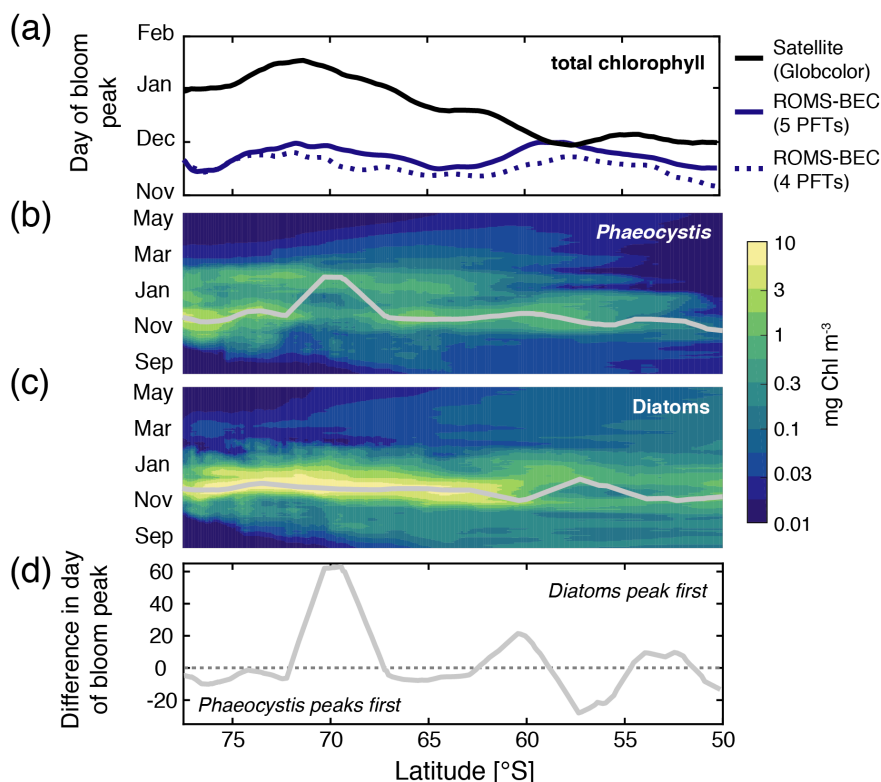 (a)
Feb
Jan
Dec
Nov
Day of bloom
peak
total chlorophyll
Satellite
(Globcolor)
ROMS-BEC
(5 PFTs)
ROMS-BEC
(4 PFTs)
(b)
May
Mar
Jan
Nov
Sep
Phaeocystis
(c)
May
Mar
Jan
Nov
Sep
Diatoms
10
3
1
0.3
0.1
0.03
0.01
mg Chl m-3
(d)
60
40
20
0
-20
Difference in day
of bloom peak
Diatoms peak first
Phaeocystis peaks first
75 70 65 60 55 50
Latitude [°S]